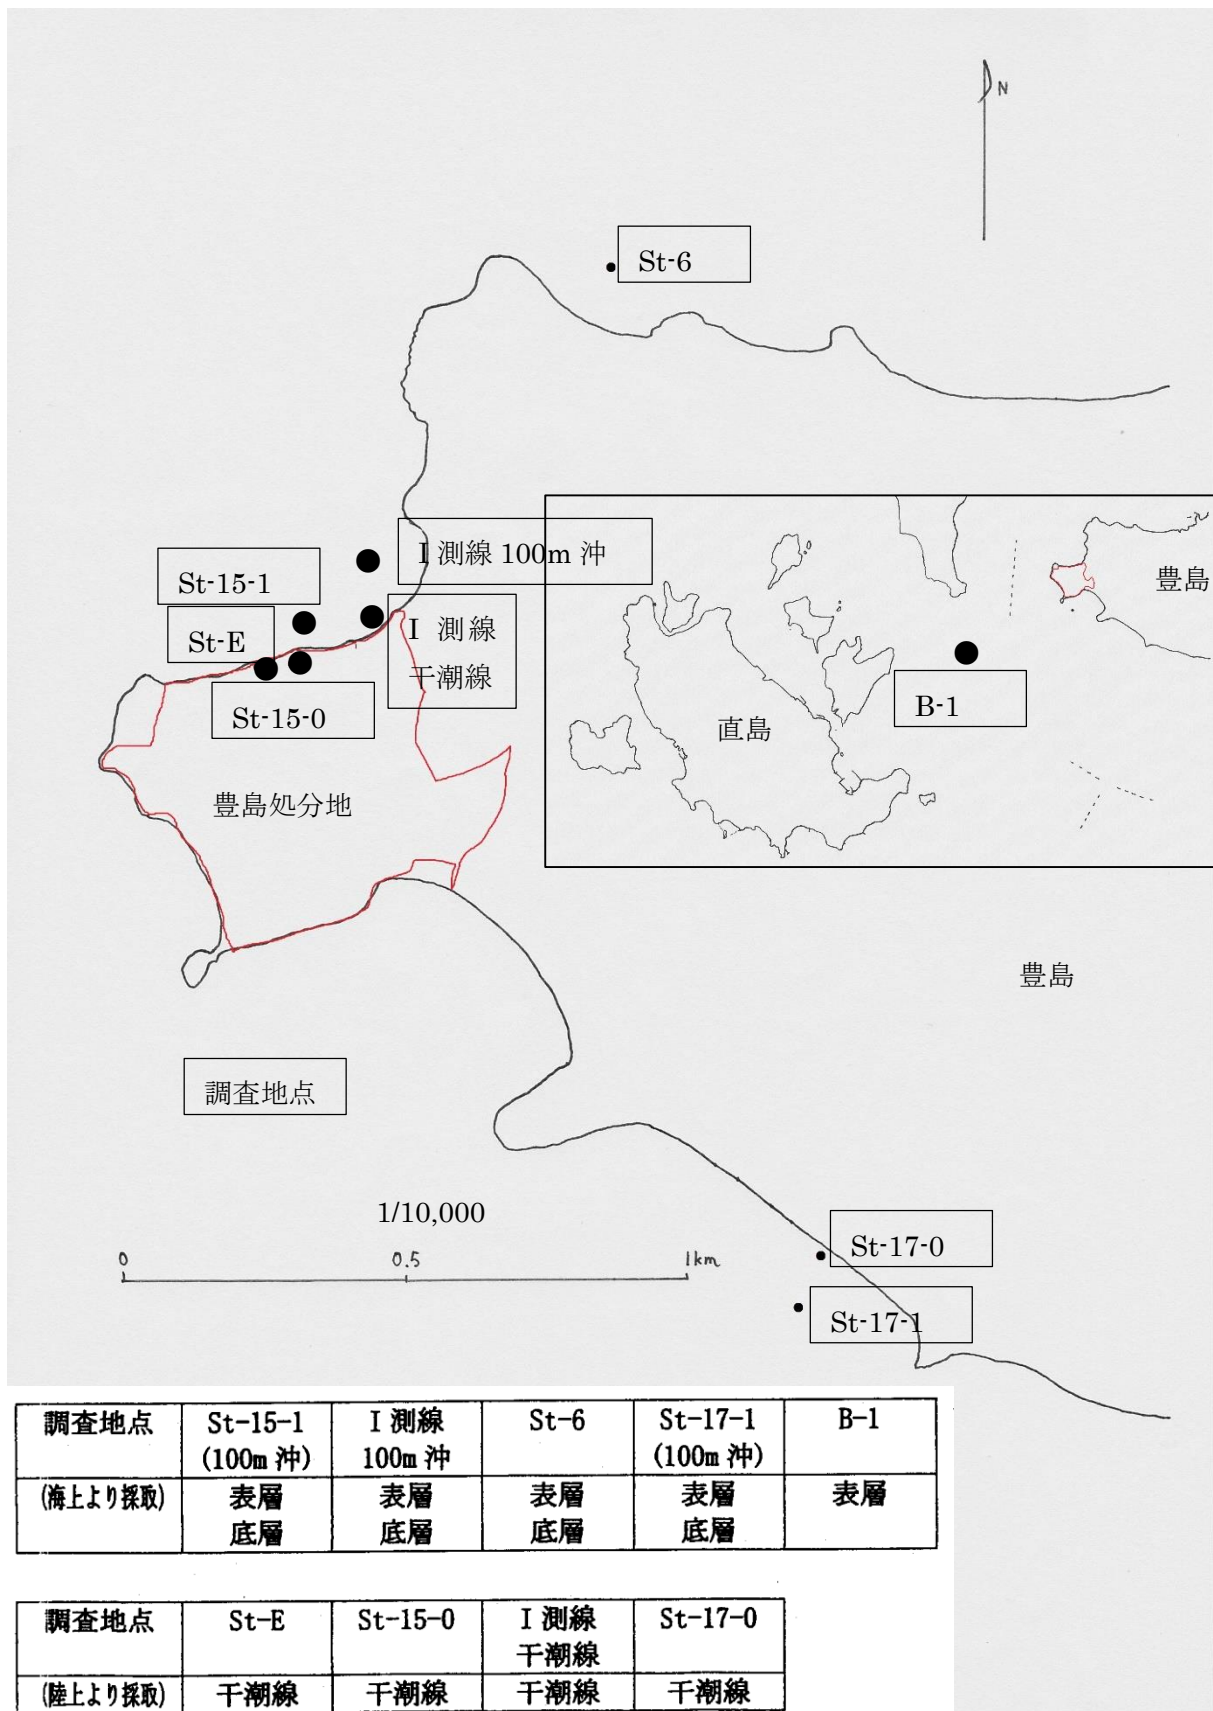 N
St-6
I 測線 100m 沖
St-15-1
St-E
I 測線
干潮線
St-15-0
豊島処分地
豊島
直島
B-1
豊島
調査地点
1/10,000
0 0.5 1km
St-17-0
St-17-1
調査地点 St-15-1 I 測線 St-6 St-17-1 B-1
(100m 沖) 100m 沖 (100m 沖)
(海上より採取) 表層 表層 表層 表層 表層
底層 底層 底層 底層
調査地点 St-E St-15-0 I 測線 St-17-0
干潮線
(陸上より採取) 干潮線 干潮線 干潮線 干潮線